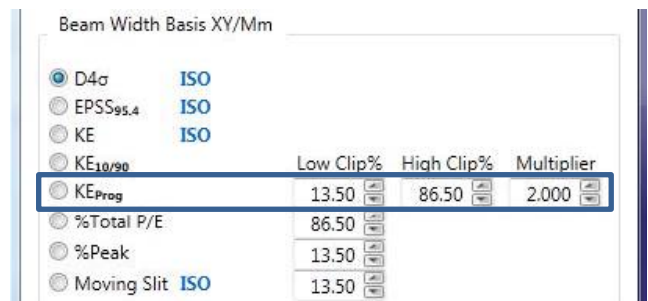 Beam Width Basis XY/Mm
D4σ ISO
EPSS95.4 ISO
KE ISO
KE10/90 Low Clip% High Clip% Multiplier
KEProg 13.50 86.50 2.000
%Total P/E 86.50
%Peak 13.50
Moving Slit ISO 13.50